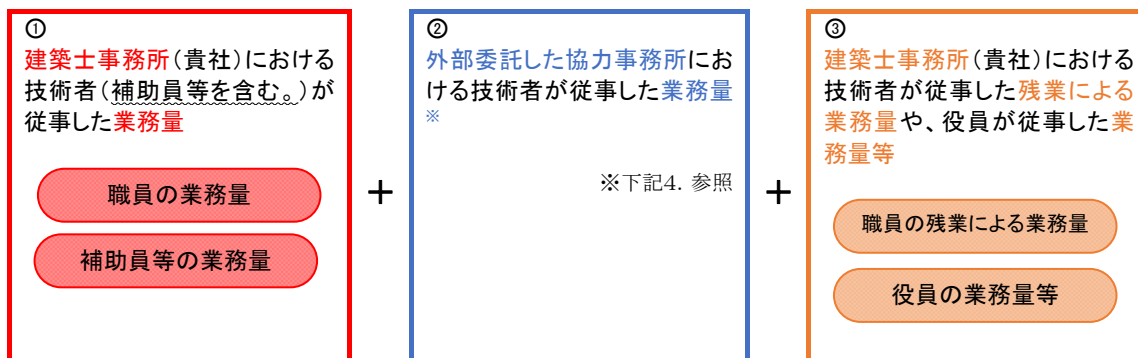 ①
建築士事務所(貴社)における
技術者(補助員等を含む。)が
従事した業務量
職員の業務量
補助員等の業務量
+
②
外部委託した協力事務所にお
ける技術者が従事した業務量
※
※下記4. 参照
+
③
建築士事務所(貴社)における
技術者が従事した残業による
業務量や、役員が従事した業
務量等
職員の残業による業務量
役員の業務量等